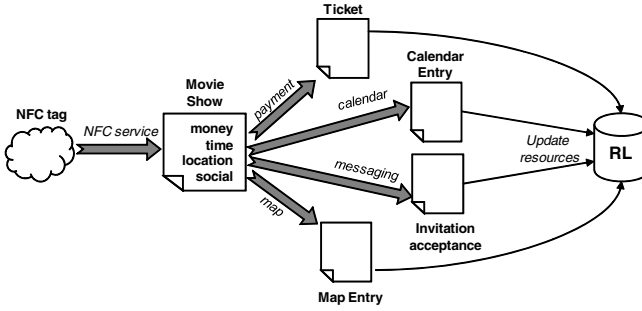 Ticket
Movie
Show
Calendar
Entry
NFC tag
NFC service
payment
calendar
money
time
location
social
messaging
map
Update
resources
RL
Invitation
acceptance
Map Entry